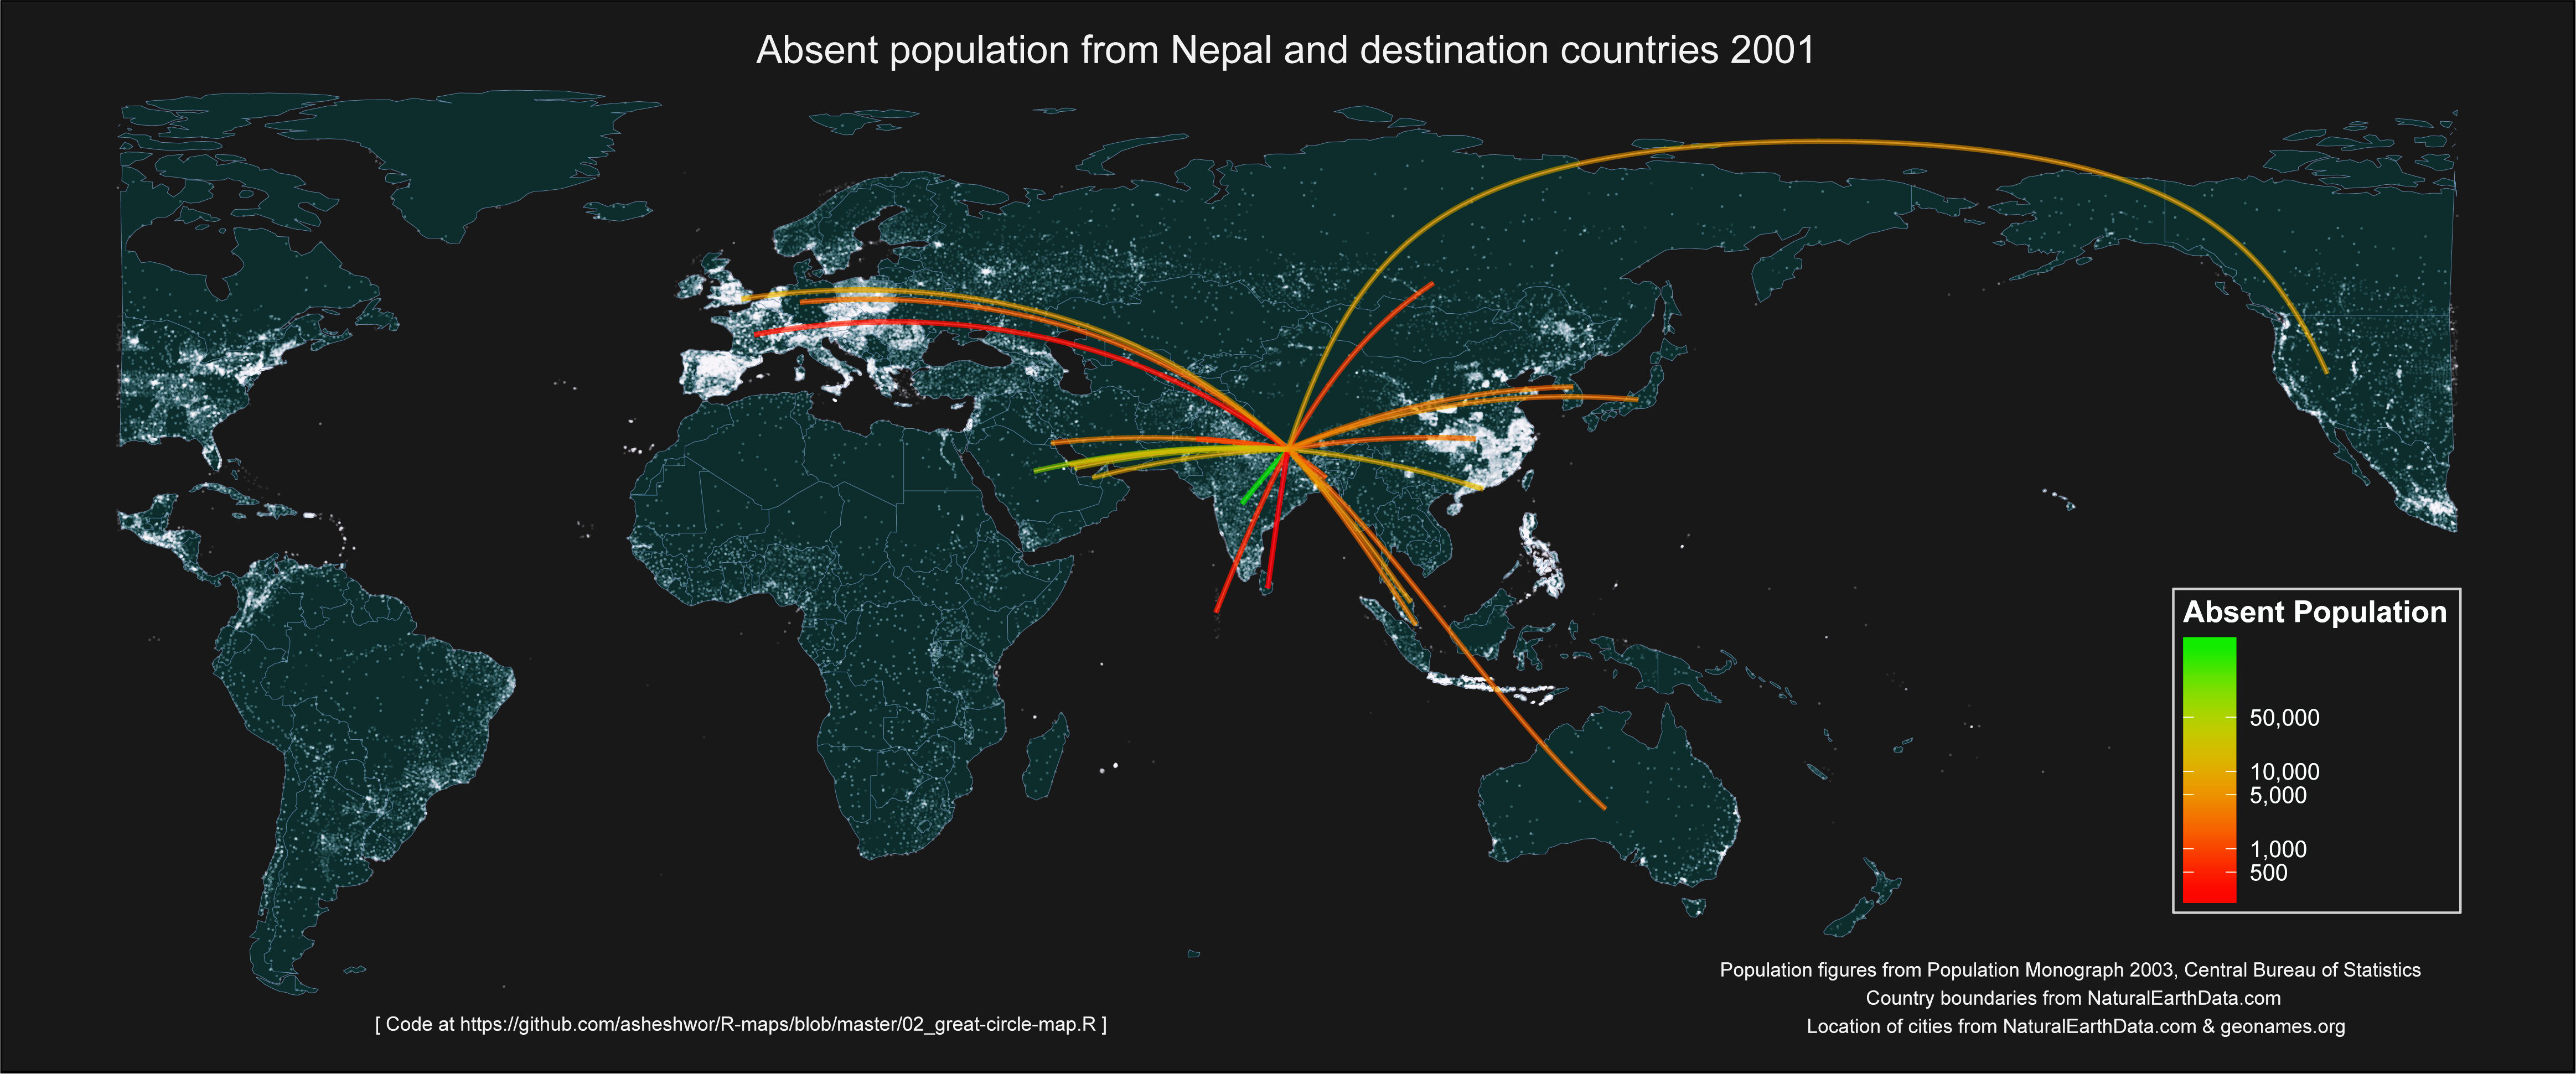 Absent population from Nepal and destination countries 2001
Absent Population
50,000
10,000
5,000
1,000
500
Population figures from Population Monograph 2003, Central Bureau of Statistics
Country boundaries from NaturalEarthData.com
Location of cities from NaturalEarthData.com & geonames.org
[ Code at https://github.com/asheshwor/R-maps/blob/master/02_great-circle-map.R ]